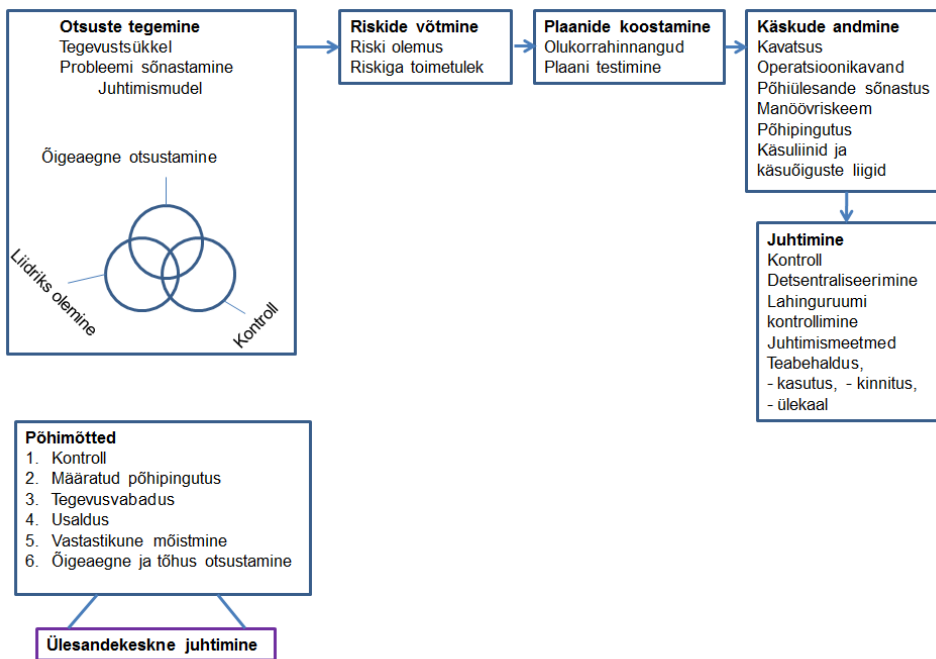 Otsuste tegemine
Tegevustsükkel
Probleemi sõnastamine
Juhtimismudel
Õigeaegne otsustamine
Liidriks olemine
Kontroll
Riskide võtmine
Riski olemus
Riskiga toimetulek
Plaanide koostamine
Olukorrahinnangud
Plaani testimine
Käskude andmine
Kavatsus
Operatsioonikavand
Põhiülesande sõnastus
Manöövriskeem
Põhipingutus
Käsuliinid ja
käsuõiguste liigid
Juhtimine
Kontroll
Detsentraliseerimine
Lahinguruumi
kontrollimine
Juhtimismeetmed
Teabehaldus,
- kasutus, - kinnitus,
- ülekaal
Põhimõtted
1. Kontroll
2. Määratud põhipingutus
3. Tegevusvabadus
4. Usaldus
5. Vastastikune mõistmine
6. Õigeaegne ja tõhus otsustamine
Ülesandekeskne juhtimine